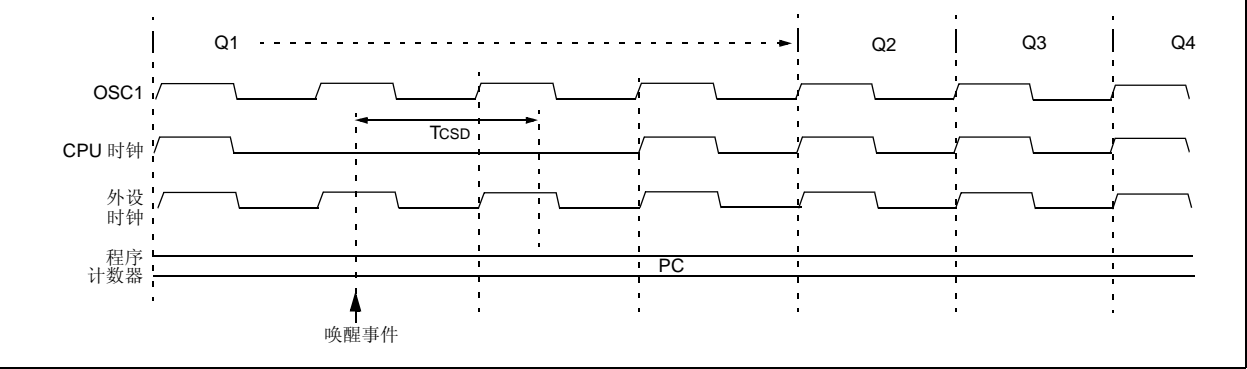 Q1 Q2 Q3 Q4
OSC1
TCSD
CPU 时钟
外设
时钟
程序
计数器
PC
唤醒事件